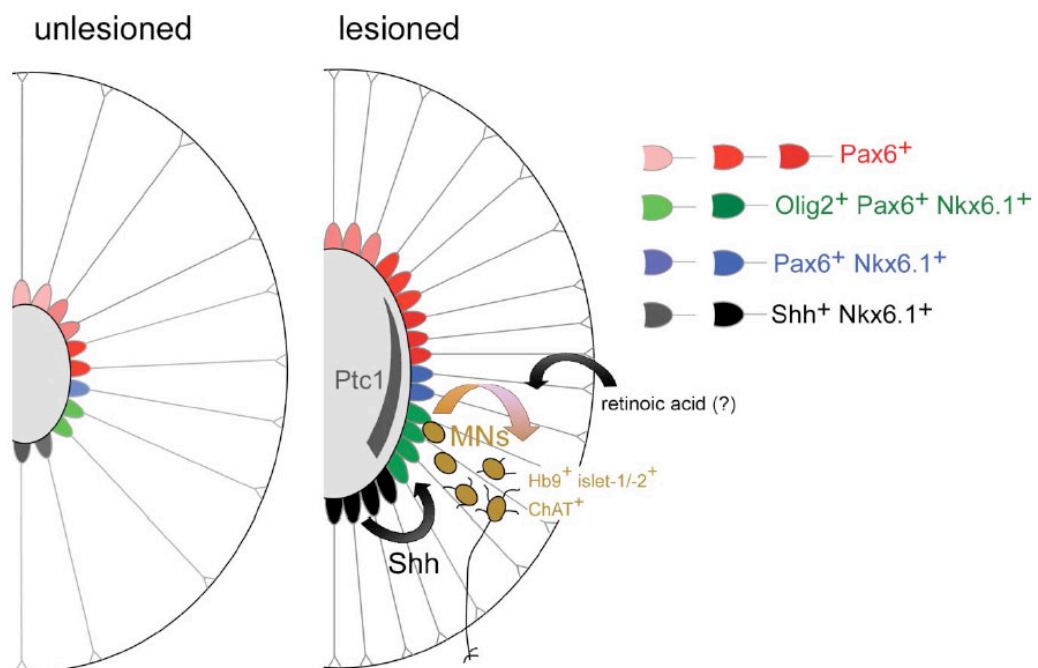 unlesioned
lesioned
Pax6⁺
Olig2⁺ Pax6⁺ Nkx6.1⁺
Pax6⁺ Nkx6.1⁺
Shh⁺ Nkx6.1⁺
Ptc1
retinoic acid (?)
MNs
Hb9⁺ islet-1/-2⁺
ChAT⁺
Shh